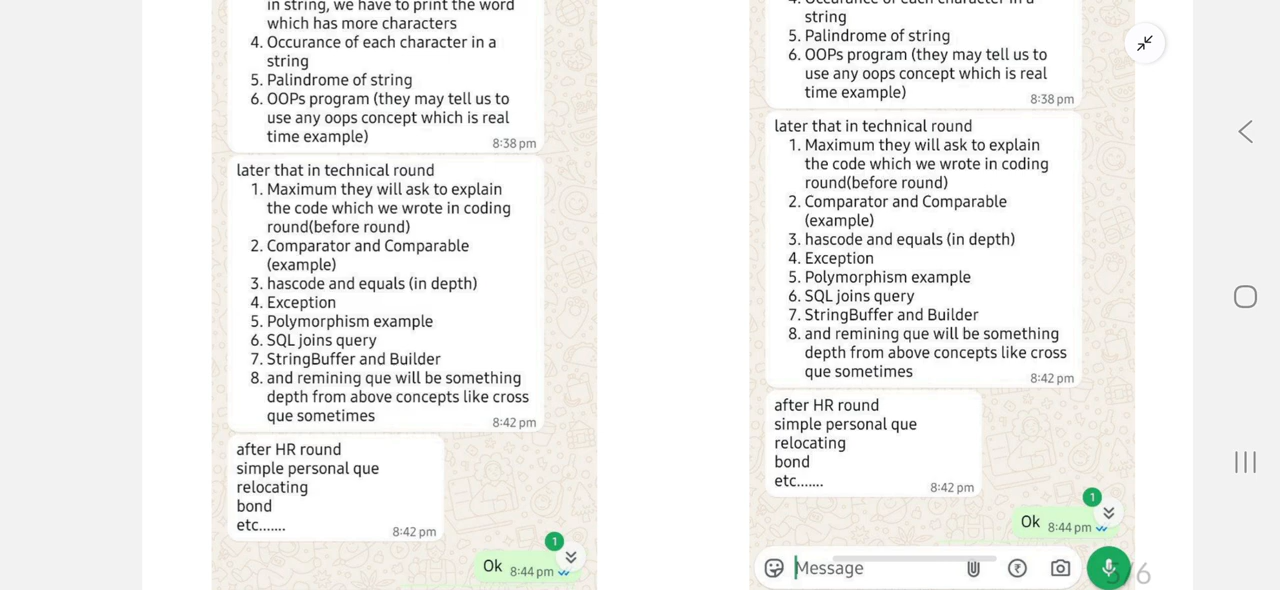 in string, we have to print the word
which has more characters
4. Occurance of each character in a
string
5. Palindrome of string
6. OOPs program (they may tell us to
use any oops concept which is real
time example)
8:38 pm
later that in technical round
1. Maximum they will ask to explain
the code which we wrote in coding
round(before round)
2. Comparator and Comparable
(example)
3. hascode and equals (in depth)
4. Exception
5. Polymorphism example
6. SQL joins query
7. StringBuffer and Builder
8. and remining que will be something
depth from above concepts like cross
que sometimes
8:42 pm
after HR round
simple personal que
relocating
bond
etc.......
8:42 pm
1
Ok 8:44 pm
4. Occurance of each character in a
string
5. Palindrome of string
6. OOPs program (they may tell us to
use any oops concept which is real
time example)
8:38 pm
later that in technical round
1. Maximum they will ask to explain
the code which we wrote in coding
round(before round)
2. Comparator and Comparable
(example)
3. hascode and equals (in depth)
4. Exception
5. Polymorphism example
6. SQL joins query
7. StringBuffer and Builder
8. and remining que will be something
depth from above concepts like cross
que sometimes
8:42 pm
after HR round
simple personal que
relocating
bond
etc.......
8:42 pm
1
Ok 8:44 pm
Message
/6